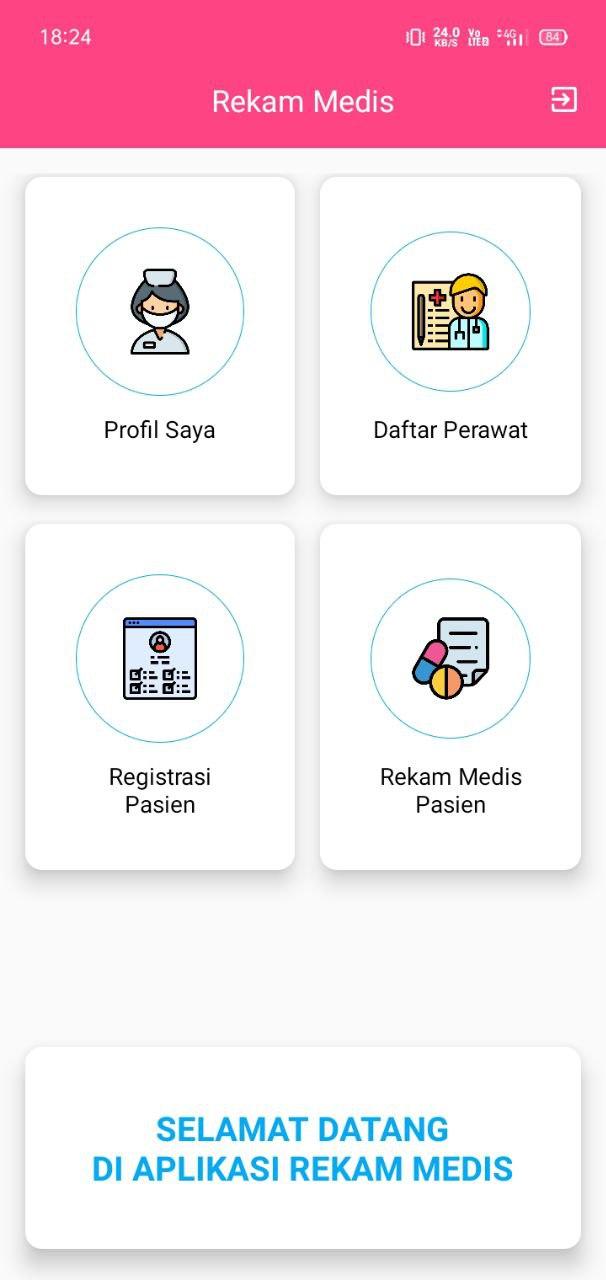 18:24
24.0
KB/S
Vo
LTE2
4G
84
Rekam Medis
Profil Saya
Daftar Perawat
Registrasi
Pasien
Rekam Medis
Pasien
SELAMAT DATANG
DI APLIKASI REKAM MEDIS